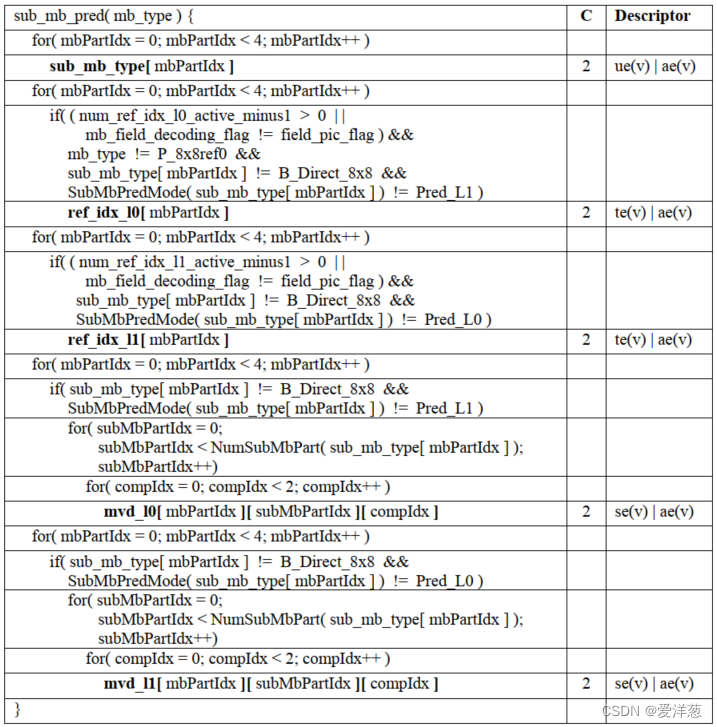 sub_mb_pred( mb_type ) { C Descriptor
for( mbPartIdx = 0; mbPartIdx < 4; mbPartIdx++ )
sub_mb_type[ mbPartIdx ] 2 ue(v) | ae(v)
for( mbPartIdx = 0; mbPartIdx < 4; mbPartIdx++ )
if( ( num_ref_idx_l0_active_minus1 > 0 | |
mb_field_decoding_flag != field_pic_flag ) &&
mb_type != P_8x8ref0 &&
sub_mb_type[ mbPartIdx ] != B_Direct_8x8 &&
SubMbPredMode( sub_mb_type[ mbPartIdx ] ) != Pred_L1 )
ref_idx_l0[ mbPartIdx ] 2 te(v) | ae(v)
for( mbPartIdx = 0; mbPartIdx < 4; mbPartIdx++ )
if( ( num_ref_idx_l1_active_minus1 > 0 | |
mb_field_decoding_flag != field_pic_flag ) &&
sub_mb_type[ mbPartIdx ] != B_Direct_8x8 &&
SubMbPredMode( sub_mb_type[ mbPartIdx ] ) != Pred_L0 )
ref_idx_l1[ mbPartIdx ] 2 te(v) | ae(v)
for( mbPartIdx = 0; mbPartIdx < 4; mbPartIdx++ )
if( sub_mb_type[ mbPartIdx ] != B_Direct_8x8 &&
SubMbPredMode( sub_mb_type[ mbPartIdx ] ) != Pred_L1 )
for( subMbPartIdx = 0;
subMbPartIdx < NumSubMbPart( sub_mb_type[ mbPartIdx ] );
subMbPartIdx++)
for( compIdx = 0; compIdx < 2; compIdx++ )
mvd_l0[ mbPartIdx ][ subMbPartIdx ][ compIdx ] 2 se(v) | ae(v)
for( mbPartIdx = 0; mbPartIdx < 4; mbPartIdx++ )
if( sub_mb_type[ mbPartIdx ] != B_Direct_8x8 &&
SubMbPredMode( sub_mb_type[ mbPartIdx ] ) != Pred_L0 )
for( subMbPartIdx = 0;
subMbPartIdx < NumSubMbPart( sub_mb_type[ mbPartIdx ] );
subMbPartIdx++)
for( compIdx = 0; compIdx < 2; compIdx++ )
mvd_l1[ mbPartIdx ][ subMbPartIdx ][ compIdx ] 2 se(v) | ae(v)
}
CSDN @爱洋葱